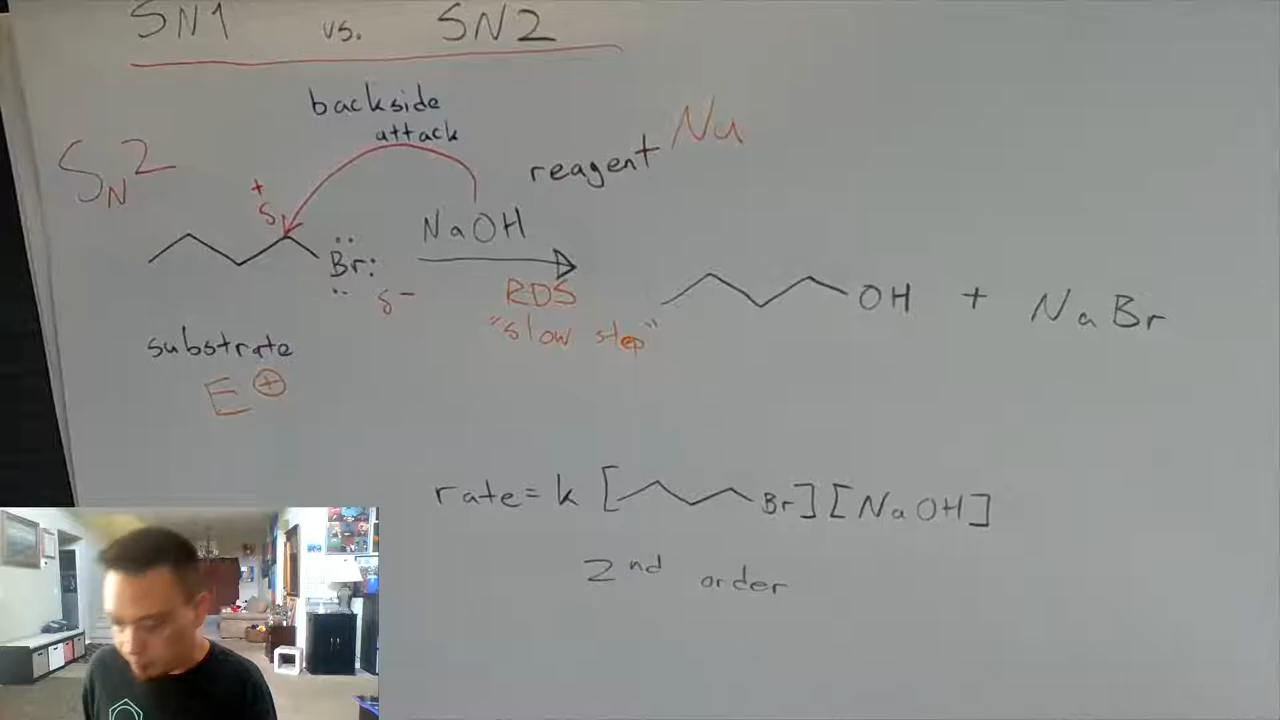 SN1 vs. SN2
backside
attack
reagent Nu
SN2
δ+
NaOH
Br
δ-
RDS
"slow step"
OH + NaBr
substrate
E+
rate = k [Br][NaOH]
2nd order